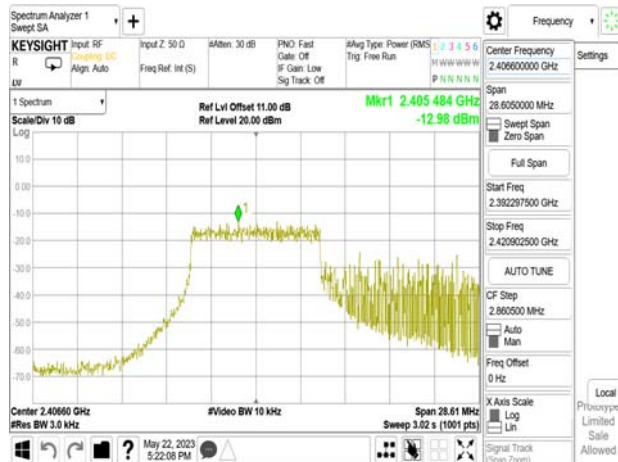 Spectrum Analyzer 1
Swept SA
Frequency
KEYSIGHT
Input: RF
Coupling: DC
Align: Auto
Input Z: 50 Ω
Freq Ref: Int (S)
#Atten: 30 dB
PNO: Fast
Gate: Off
IF Gain: Low
Sig Track: Off
#Avg Type: Power (RMS
Trig: Free Run
1 2 3 4 5 6
M W W W W W
P N N N N N
R
LXI
1 Spectrum
Scale/Div 10 dB
Log
Ref Lvl Offset 11.00 dB
Ref Level 20.00 dBm
Mkr1 2.405 484 GHz
-12.98 dBm
1
10.0
0.00
-10.0
-20.0
-30.0
-40.0
-50.0
-60.0
-70.0
Center 2.40660 GHz
#Res BW 3.0 kHz
#Video BW 10 kHz
Span 28.61 MHz
Sweep 3.02 s (1001 pts)
May 22, 2023
5:22:08 PM
Center Frequency
2.406600000 GHz
Span
28.6050000 MHz
Swept Span
Zero Span
Full Span
Start Freq
2.392297500 GHz
Stop Freq
2.420902500 GHz
AUTO TUNE
CF Step
2.860500 MHz
Auto
Man
Freq Offset
0 Hz
X Axis Scale
Log
Lin
Signal Track
(Span Zoom)
Settings
Local
Prototype
Limited
Sale
Allowed